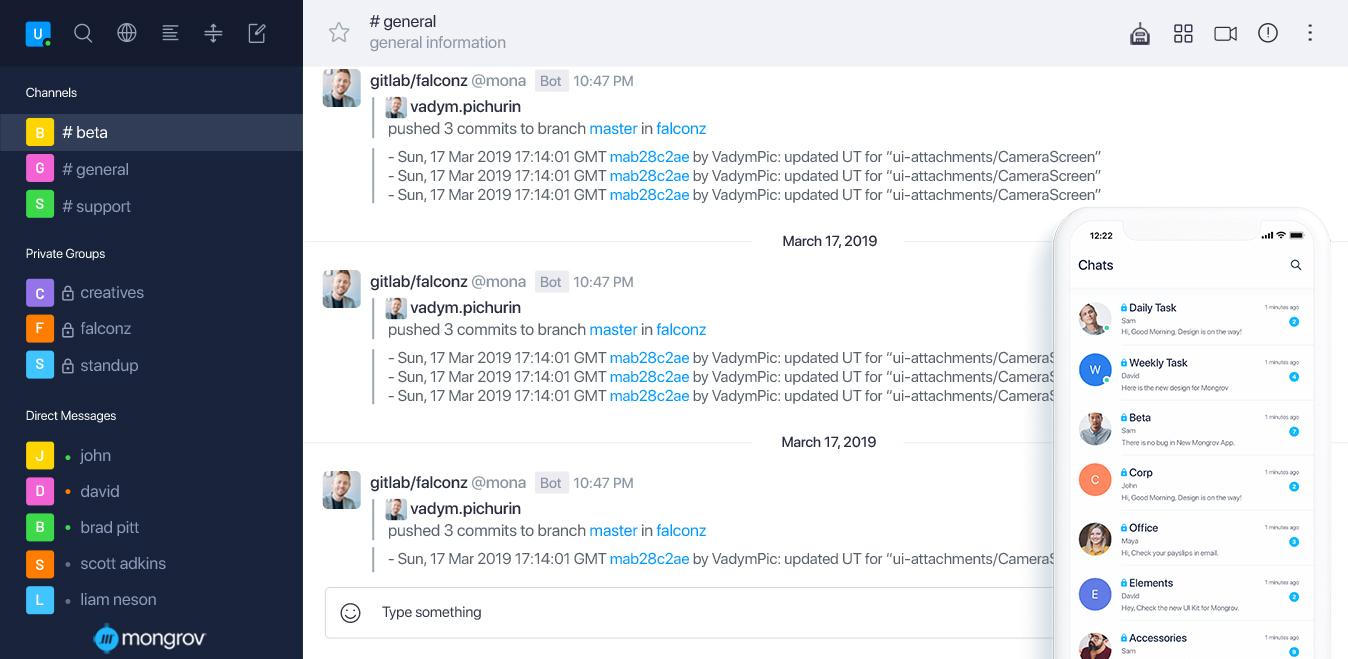 U
Channels
B # beta
G # general
S # support
Private Groups
C creatives
F falconz
S standup
Direct Messages
J john
D david
B brad pitt
S scott adkins
L liam neson
mongrov
# general
general information
gitlab/falconz @mona Bot 10:47 PM
vadym.pichurin
pushed 3 commits to branch master in falconz
- Sun, 17 Mar 2019 17:14:01 GMT mab28c2ae by VadymPic: updated UT for “ui-attachments/CameraScreen”
- Sun, 17 Mar 2019 17:14:01 GMT mab28c2ae by VadymPic: updated UT for “ui-attachments/CameraScreen”
- Sun, 17 Mar 2019 17:14:01 GMT mab28c2ae by VadymPic: updated UT for “ui-attachments/CameraScreen”
March 17, 2019
gitlab/falconz @mona Bot 10:47 PM
vadym.pichurin
pushed 3 commits to branch master in falconz
- Sun, 17 Mar 2019 17:14:01 GMT mab28c2ae by VadymPic: updated UT for “ui-attachments/CameraS
- Sun, 17 Mar 2019 17:14:01 GMT mab28c2ae by VadymPic: updated UT for “ui-attachments/CameraS
- Sun, 17 Mar 2019 17:14:01 GMT mab28c2ae by VadymPic: updated UT for “ui-attachments/CameraS
March 17, 2019
gitlab/falconz @mona Bot 10:47 PM
vadym.pichurin
pushed 3 commits to branch master in falconz
- Sun, 17 Mar 2019 17:14:01 GMT mab28c2ae by VadymPic: updated UT for “ui-attachments/CameraS
Type something
12:22
Chats
Daily Task 1 minutes ago
Sam 2
Hi, Good Morning. Design is on the way!
W Weekly Task 1 minutes ago
David 4
Here is the new design for Mongrov
Beta 1 minutes ago
Sam 7
There is no bug in New Mongrov App.
C Corp 1 minutes ago
John 2
Hi, Good Morning. Design is on the way!
Office 1 minutes ago
Maya 3
Hi, Check your payslips in email.
E Elements 1 minutes ago
David 2
Hey, Check the new UI Kit for Mongrov.
Accessories 1 minutes ago
Sam 9